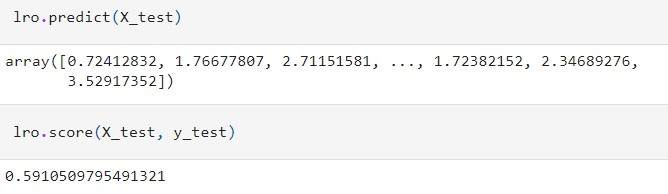 lro.predict(X_test)
array([0.72412832, 1.76677807, 2.71151581, ..., 1.72382152, 2.34689276,
3.52917352])
lro.score(X_test, y_test)
0.5910509795491321